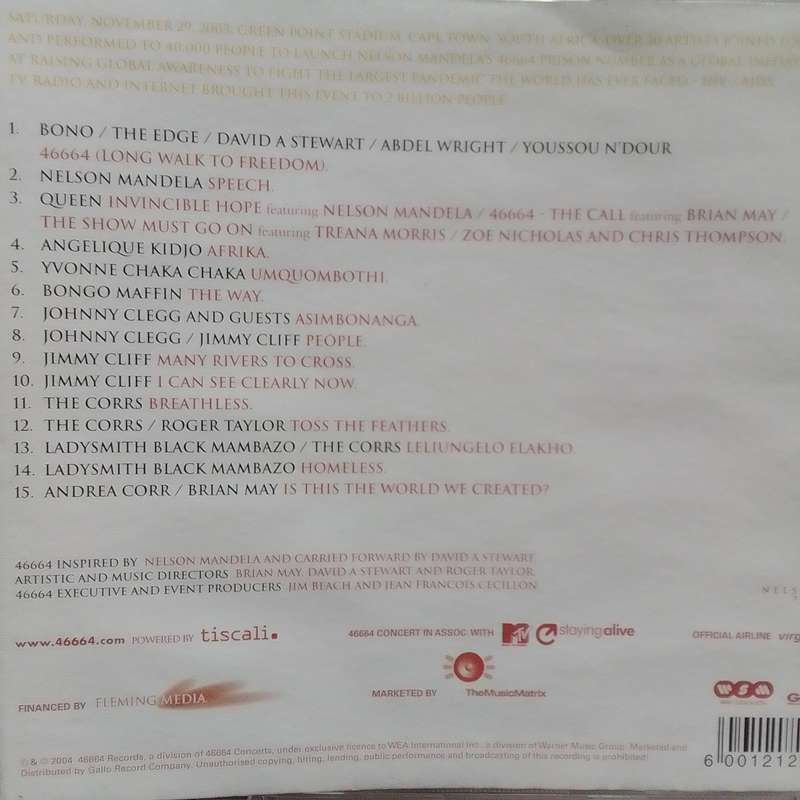 SATURDAY, NOVEMBER 29, 2003, GREEN POINT STADIUM, CAPE TOWN, SOUTH AFRICA. OVER 30 ARTISTS JOINED
AND PERFORMED TO 40,000 PEOPLE TO LAUNCH NELSON MANDELA'S 46664 PRISON NUMBER AS A GLOBAL
AT RAISING GLOBAL AWARENESS TO FIGHT THE LARGEST PANDEMIC THE WORLD HAS EVER FACED - HIV - AIDS.
TV, RADIO AND INTERNET BROUGHT THIS EVENT TO 2 BILLION PEOPLE
1. BONO / THE EDGE / DAVID A STEWART / ABDEL WRIGHT / YOUSSOU N'DOUR
46664 (LONG WALK TO FREEDOM).
2. NELSON MANDELA SPEECH.
3. QUEEN INVINCIBLE HOPE featuring NELSON MANDELA / 46664 - THE CALL featuring BRIAN MAY /
THE SHOW MUST GO ON featuring TREANA MORRIS / ZOE NICHOLAS AND CHRIS THOMPSON.
4. ANGELIQUE KIDJO AFRIKA.
5. YVONNE CHAKA CHAKA UMQUOMBOTHI.
6. BONGO MAFFIN THE WAY.
7. JOHNNY CLEGG AND GUESTS ASIMBONANGA.
8. JOHNNY CLEGG / JIMMY CLIFF PEOPLE.
9. JIMMY CLIFF MANY RIVERS TO CROSS.
10. JIMMY CLIFF I CAN SEE CLEARLY NOW.
11. THE CORRS BREATHLESS.
12. THE CORRS / ROGER TAYLOR TOSS THE FEATHERS.
13. LADYSMITH BLACK MAMBAZO / THE CORRS LELIUNGELO ELAKHO.
14. LADYSMITH BLACK MAMBAZO HOMELESS.
15. ANDREA CORR / BRIAN MAY IS THIS THE WORLD WE CREATED?
46664 INSPIRED BY NELSON MANDELA AND CARRIED FORWARD BY DAVID A STEWART.
ARTISTIC AND MUSIC DIRECTORS BRIAN MAY, DAVID A STEWART AND ROGER TAYLOR.
46664 EXECUTIVE AND EVENT PRODUCERS JIM BEACH AND JEAN FRANCOIS CECILLON
NELS
www.46664.com POWERED BY tiscali. 46664 CONCERT IN ASSOC. WITH MTV stayingalive OFFICIAL AIRLINE virg
FINANCED BY FLEMING MEDIA MARKETED BY TheMusicMatrix WSM G
℗ & © 2004 46664 Records, a division of 46664 Concerts, under exclusive licence to WEA International Inc., a division of Warner Music Group. Marketed and
Distributed by Gallo Record Company. Unauthorised copying, hiring, lending, public performance and broadcasting of this recording is prohibited!
6 001212